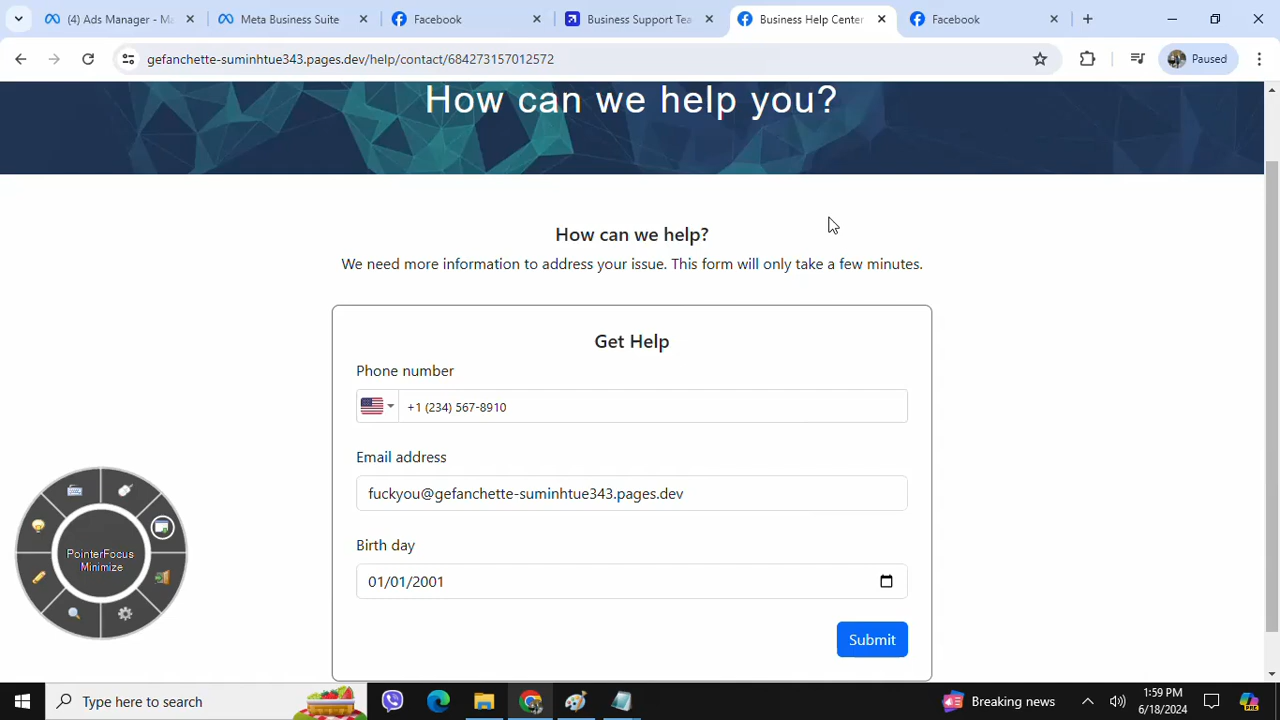 (4) Ads Manager - Ma
Meta Business Suite
Facebook
Business Support Tea
Business Help Center
Facebook
gefanchette-suminhtue343.pages.dev/help/contact/684273157012572
Paused
How can we help you?
How can we help?
We need more information to address your issue. This form will only take a few minutes.
Get Help
Phone number
+1 (234) 567-8910
Email address
fuckyou@gefanchette-suminhtue343.pages.dev
Birth day
01/01/2001
Submit
PointerFocus
Minimize
Type here to search
Breaking news
1:59 PM
6/18/2024